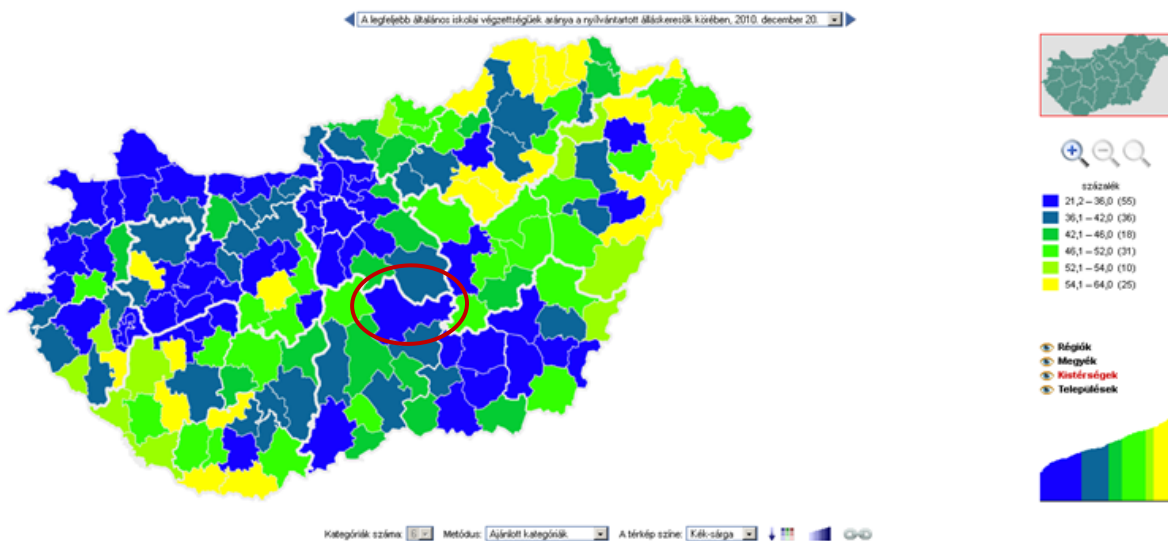 A legfeljebb általános iskolai végzettségűek aránya a nyilvántartott álláskeresők körében, 2010. december 20.
százalék
21,2 – 36,0 (55)
36,1 – 42,0 (36)
42,1 – 46,0 (18)
46,1 – 52,0 (31)
52,1 – 54,0 (10)
54,1 – 64,0 (25)
Régiók
Megyék
Kistérségek
Települések
Kategóriák száma: 6 Metódus: Ajánlott kategóriák A térkép színe: Kék-sárga